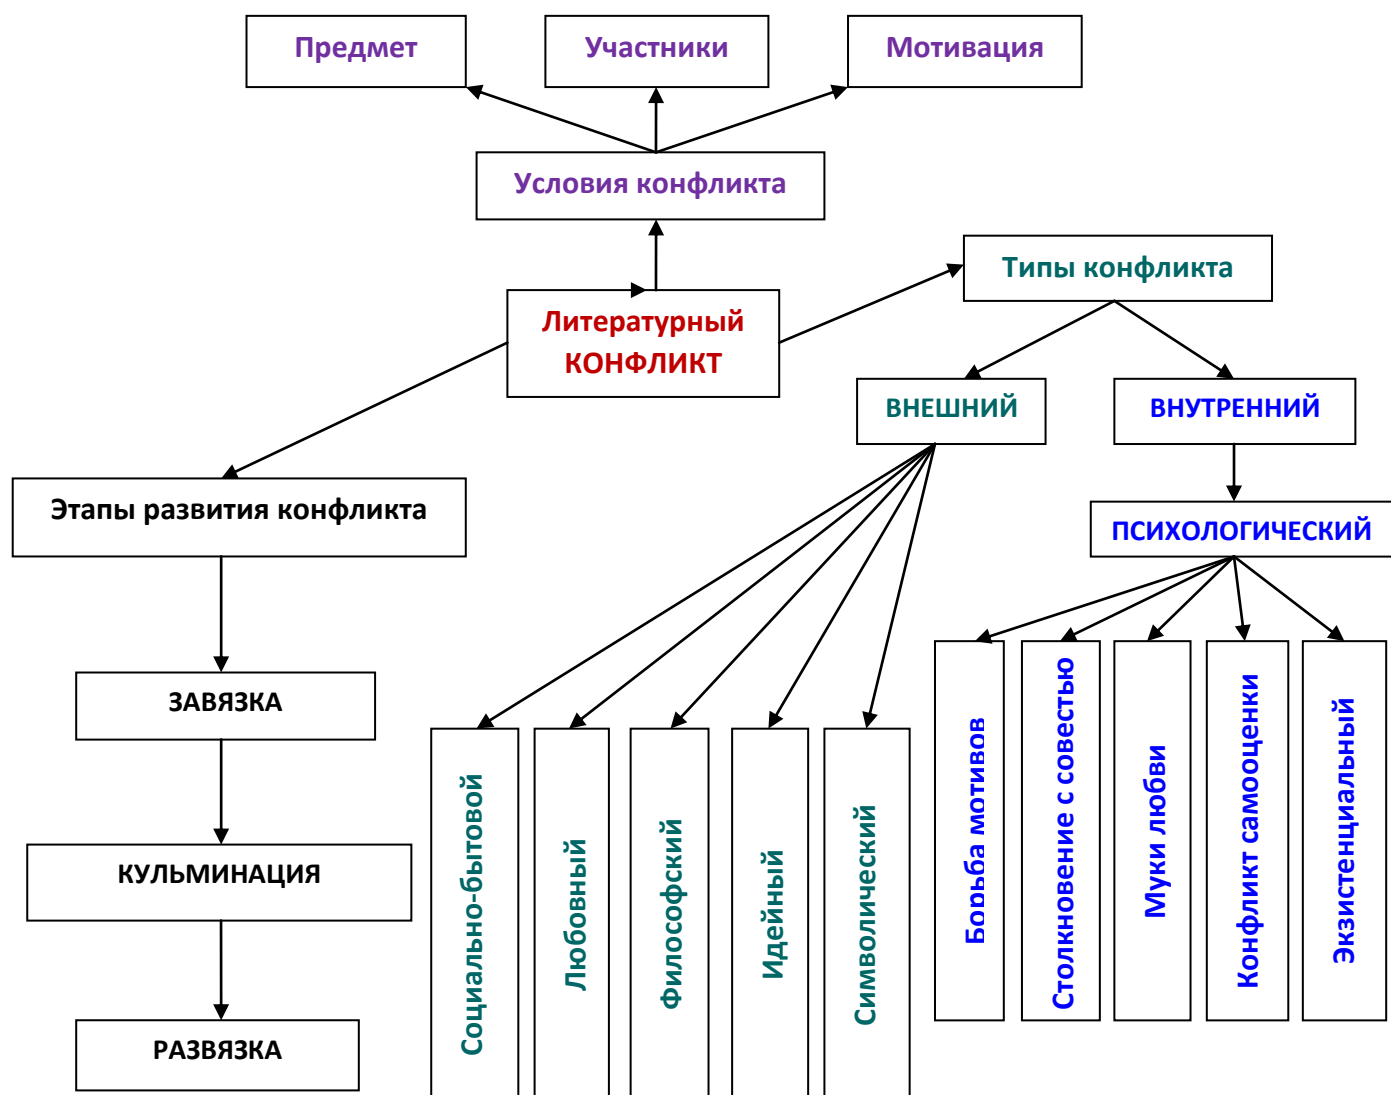 Предмет
Участники
Мотивация
Условия конфликта
Типы конфликта
Литературный
КОНФЛИКТ
ВНЕШНИЙ
ВНУТРЕННИЙ
Этапы развития конфликта
ПСИХОЛОГИЧЕСКИЙ
ЗАВЯЗКА
КУЛЬМИНАЦИЯ
РАЗВЯЗКА
Социально-бытовой
Любовный
Философский
Идейный
Символический
Борьба мотивов
Столкновение с совестью
Муки любви
Конфликт самооценки
Экзистенциальный